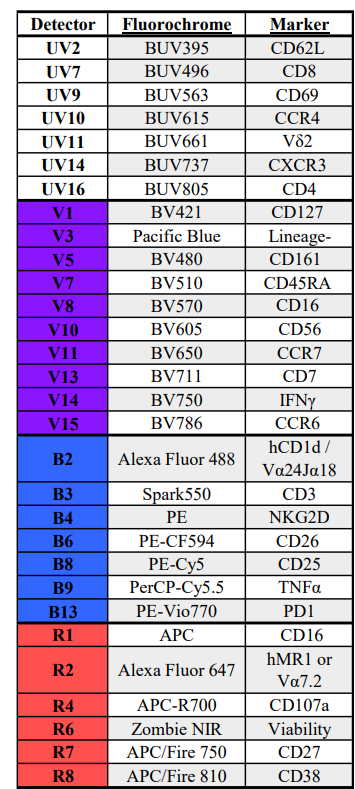 Detector Fluorochrome Marker
UV2 BUV395 CD62L
UV7 BUV496 CD8
UV9 BUV563 CD69
UV10 BUV615 CCR4
UV11 BUV661 Vδ2
UV14 BUV737 CXCR3
UV16 BUV805 CD4
V1 BV421 CD127
V3 Pacific Blue Lineage-
V5 BV480 CD161
V7 BV510 CD45RA
V8 BV570 CD16
V10 BV605 CD56
V11 BV650 CCR7
V13 BV711 CD7
V14 BV750 IFNγ
V15 BV786 CCR6
B2 Alexa Fluor 488 hCD1d /
Vα24Jα18
B3 Spark550 CD3
B4 PE NKG2D
B6 PE-CF594 CD26
B8 PE-Cy5 CD25
B9 PerCP-Cy5.5 TNFα
B13 PE-Vio770 PD1
R1 APC CD16
R2 Alexa Fluor 647 hMR1 or
Vα7.2
R4 APC-R700 CD107a
R6 Zombie NIR Viability
R7 APC/Fire 750 CD27
R8 APC/Fire 810 CD38